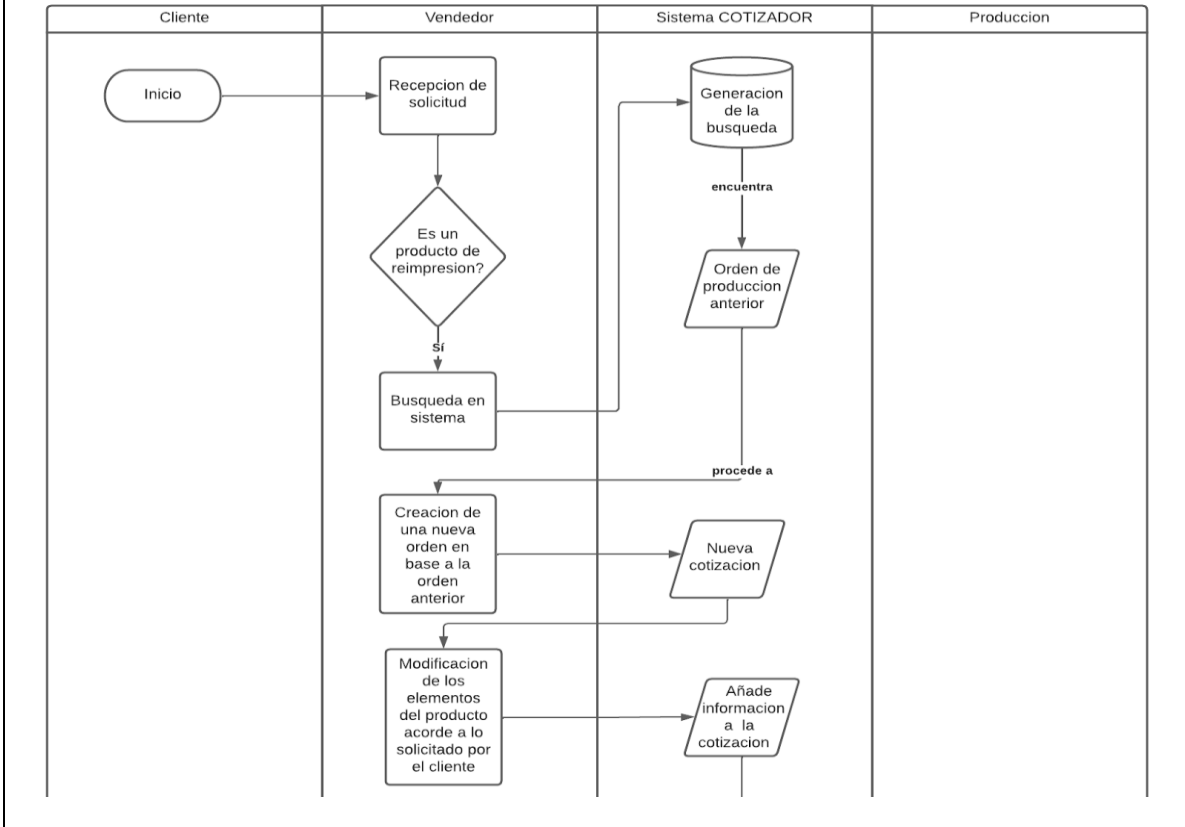 Cliente
Vendedor
Sistema COTIZADOR
Produccion
Inicio
Recepcion de
solicitud
Es un
producto de
reimpresion?
Sí
Busqueda en
sistema
Generacion
de la
busqueda
encuentra
Orden de
produccion
anterior
procede a
Creacion de
una nueva
orden en
base a la
orden
anterior
Nueva
cotizacion
Modificacion
de los
elementos
del producto
acorde a lo
solicitado por
el cliente
Añade
informacion
a la
cotizacion